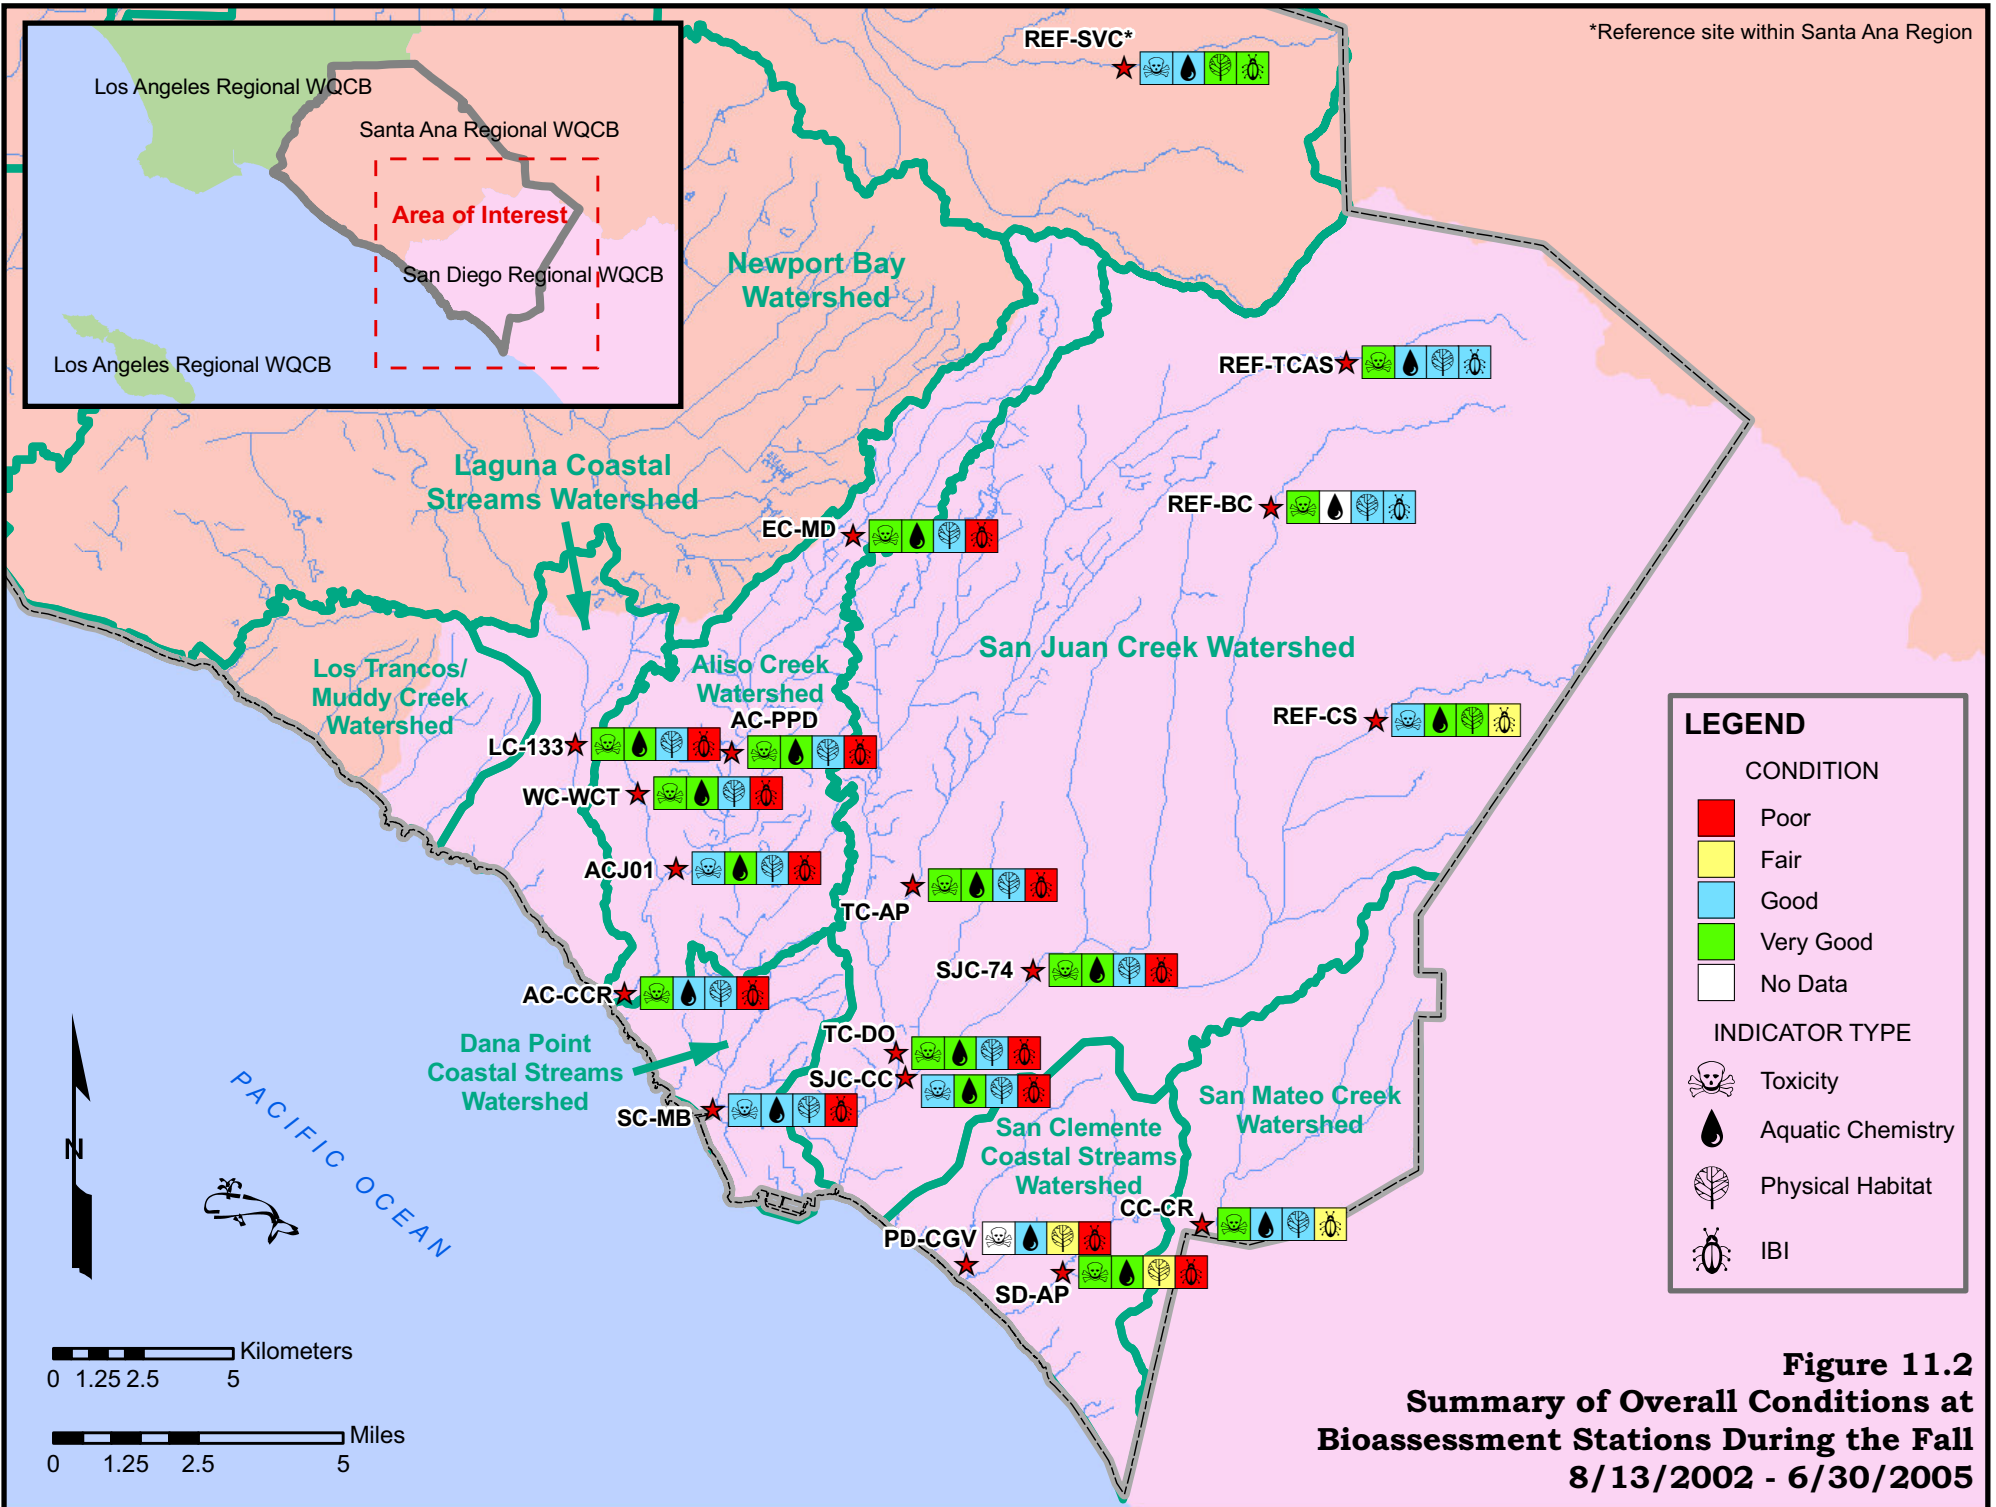 *Reference site within Santa Ana Region
REF-SVC*
Los Angeles Regional WQCB
Santa Ana Regional WQCB
Area of Interest
San Diego Regional WQCB
Los Angeles Regional WQCB
Newport Bay
Watershed
REF-TCAS
Laguna Coastal
Streams Watershed
REF-BC
EC-MD
San Juan Creek Watershed
Los Trancos/
Muddy Creek
Watershed
Aliso Creek
Watershed
AC-PPD
REF-CS
LC-133
WC-WCT
ACJ01
TC-AP
SJC-74
AC-CCR
TC-DO
Dana Point
Coastal Streams
Watershed
SJC-CC
SC-MB
San Mateo Creek
Watershed
San Clemente
Coastal Streams
Watershed
CC-CR
PD-CGV
SD-AP
LEGEND
CONDITION
Poor
Fair
Good
Very Good
No Data
INDICATOR TYPE
Toxicity
Aquatic Chemistry
Physical Habitat
IBI
N
PACIFIC OCEAN
Kilometers
0 1.25 2.5 5
Miles
0 1.25 2.5 5
Figure 11.2
Summary of Overall Conditions at
Bioassessment Stations During the Fall
8/13/2002 - 6/30/2005